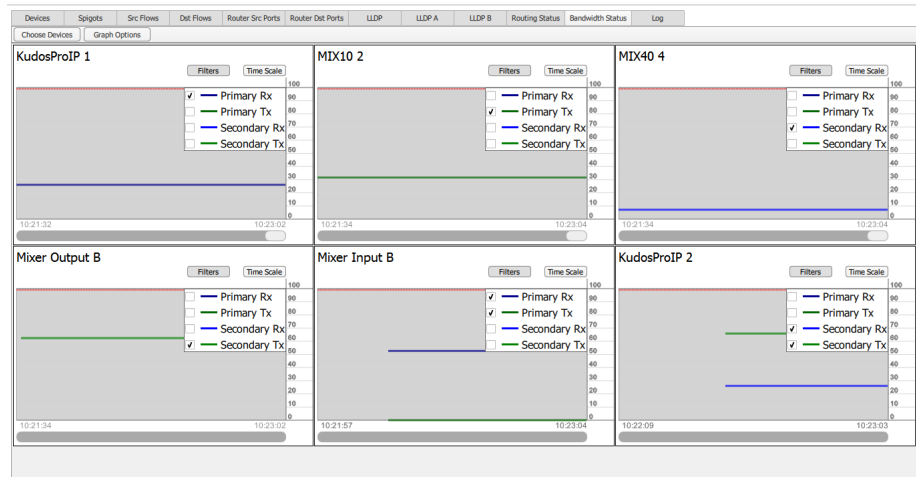 Devices Spigots Src Flows Dst Flows Router Src Ports Router Dst Ports LLDP LLDP A LLDP B Routing Status Bandwidth Status Log
Choose Devices Graph Options
KudosProIP 1
Filters Time Scale
100
Primary Rx 90
Primary Tx 80
Secondary Rx 70
60
Secondary Tx 50
40
30
20
10
0
10:21:32 10:23:02
MIX10 2
Filters Time Scale
100
Primary Rx 90
Primary Tx 80
Secondary Rx 70
60
Secondary Tx 50
40
30
20
10
0
10:21:34 10:23:04
MIX40 4
Filters Time Scale
100
Primary Rx 90
Primary Tx 80
Secondary Rx 70
60
Secondary Tx 50
40
30
20
10
0
10:21:34 10:23:04
Mixer Output B
Filters Time Scale
100
Primary Rx 90
Primary Tx 80
Secondary Rx 70
60
Secondary Tx 50
40
30
20
10
0
10:21:34 10:23:02
Mixer Input B
Filters Time Scale
100
Primary Rx 90
Primary Tx 80
Secondary Rx 70
60
Secondary Tx 50
40
30
20
10
0
10:21:57 10:23:04
KudosProIP 2
Filters Time Scale
100
Primary Rx 90
Primary Tx 80
Secondary Rx 70
60
Secondary Tx 50
40
30
20
10
0
10:22:09 10:23:03